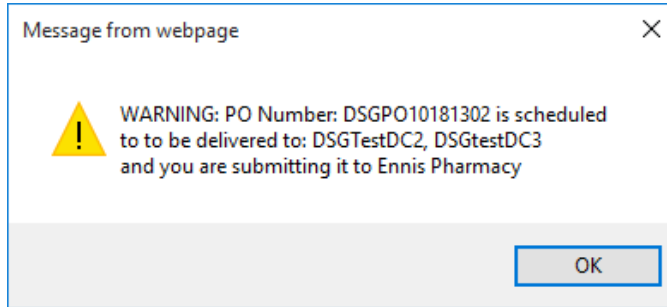 Message from webpage
WARNING: PO Number: DSGPO10181302 is scheduled
to to be delivered to: DSGTestDC2, DSGtestDC3
and you are submitting it to Ennis Pharmacy
OK